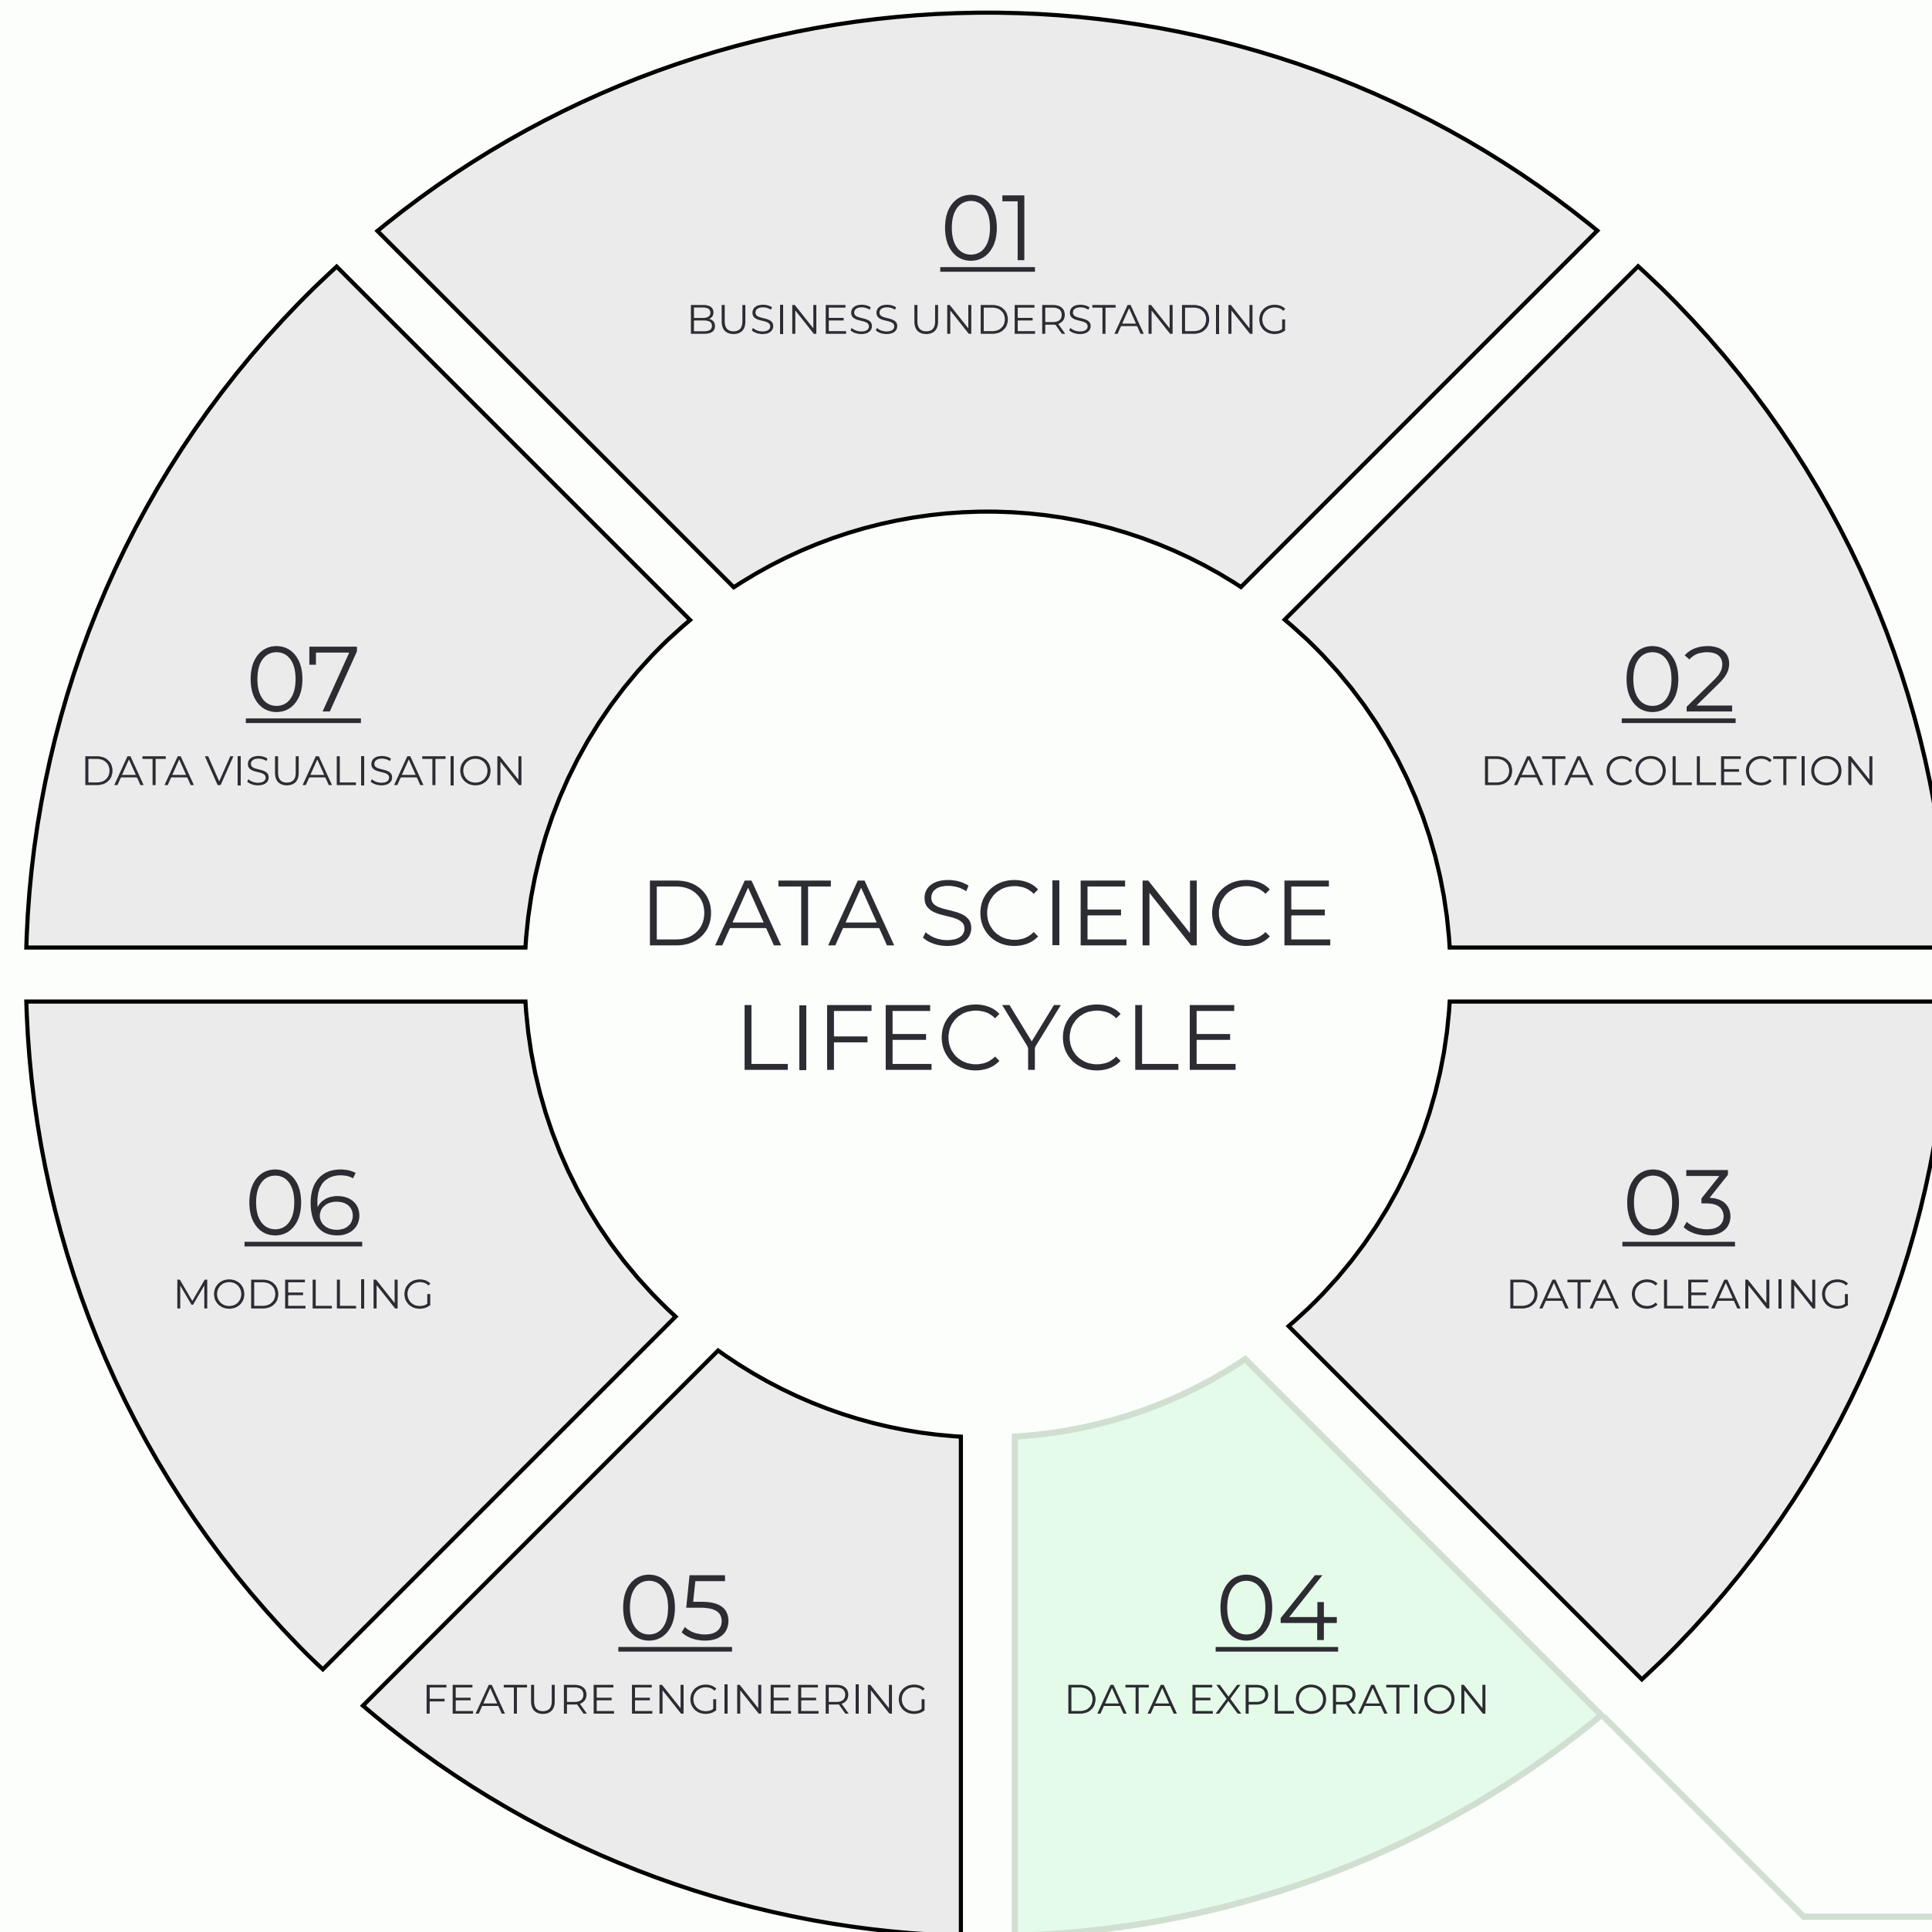 01
BUSINESS UNDERSTANDING
07
DATA VISUALISATION
02
DATA COLLECTION
DATA SCIENCE
LIFECYCLE
06
MODELLING
03
DATA CLEANING
05
FEATURE ENGINEERING
04
DATA EXPLORATION